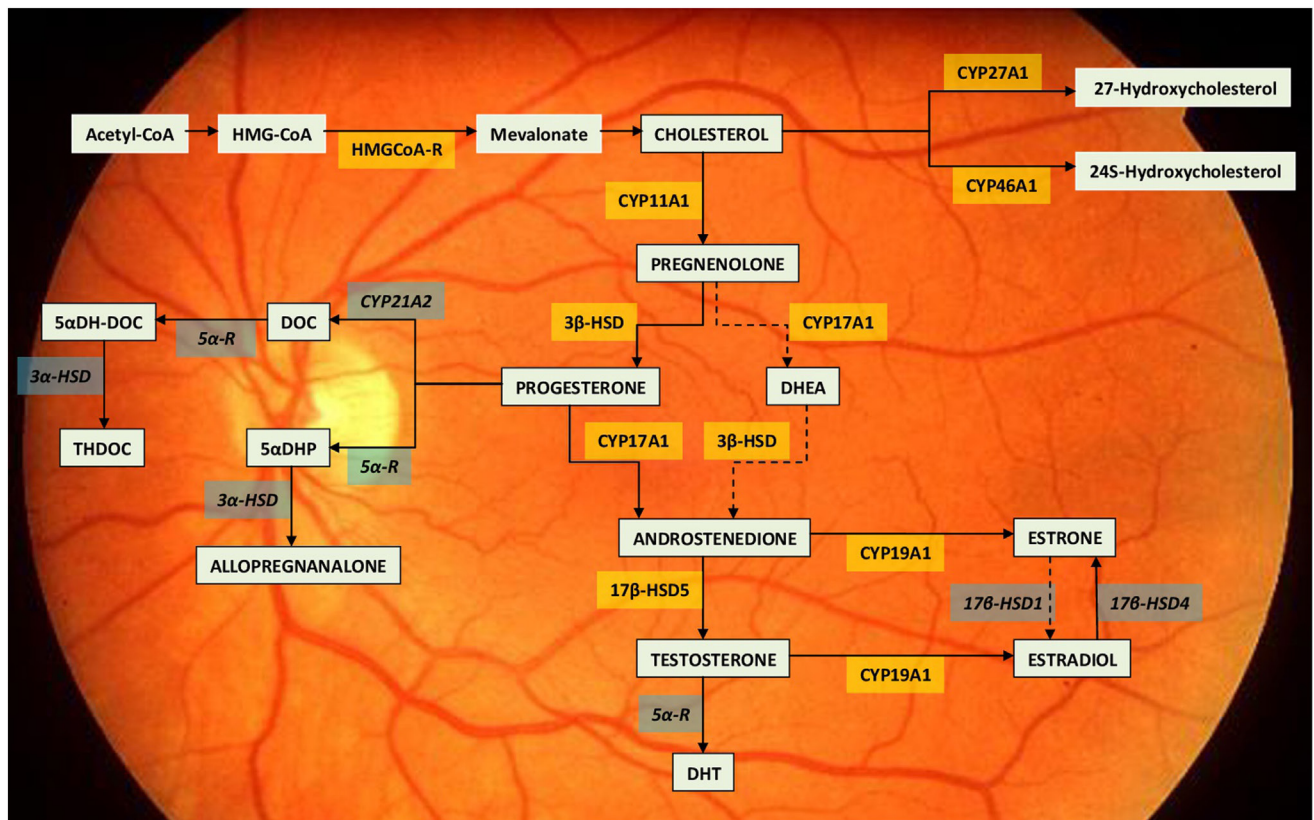 CYP27A1
27-Hydroxycholesterol
Acetyl-CoA
HMG-CoA
HMGCoA-R
Mevalonate
CHOLESTEROL
CYP46A1
24S-Hydroxycholesterol
CYP11A1
PREGNENOLONE
5αDH-DOC
5α-R
DOC
CYP21A2
3β-HSD
CYP17A1
3α-HSD
PROGESTERONE
DHEA
THDOC
5αDHP
5α-R
CYP17A1
3β-HSD
3α-HSD
ALLOPREGNANALONE
ANDROSTENEDIONE
CYP19A1
ESTRONE
17β-HSD5
17β-HSD1
17β-HSD4
TESTOSTERONE
CYP19A1
ESTRADIOL
5α-R
DHT